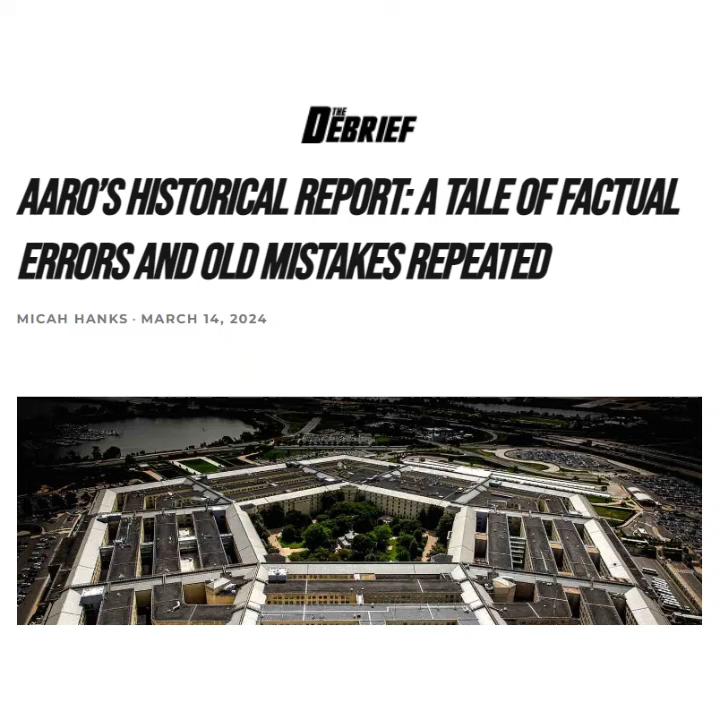 THE DEBRIEF
AARO'S HISTORICAL REPORT: A TALE OF FACTUAL
ERRORS AND OLD MISTAKES REPEATED
MICAH HANKS · MARCH 14, 2024